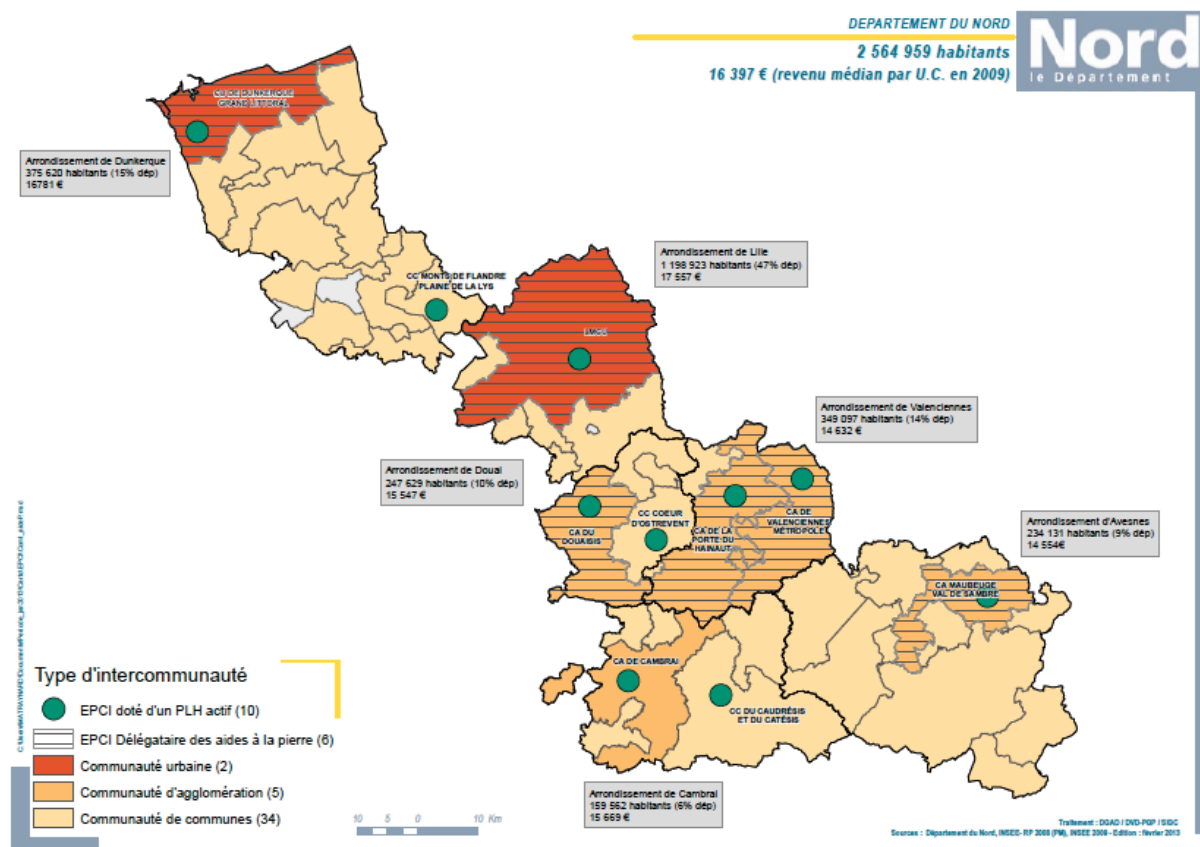 DEPARTEMENT DU NORD
2 564 959 habitants
16 397 € (revenu médian par U.C. en 2009)
Nord
le Département
CU DE DUNKERQUE
GRAND LITTORAL
Arrondissement de Dunkerque
375 620 habitants (15% dép)
16781 €
Arrondissement de Lille
1 198 923 habitants (47% dép)
17 557 €
CC MONTS DE FLANDRE
PLAINE DE LA LYS
LMCU
Arrondissement de Valenciennes
349 097 habitants (14% dép)
14 632 €
Arrondissement de Douai
247 629 habitants (10% dép)
15 547 €
CC COEUR
D'OSTREVENT
CA DU
DOUAISIS
CA DE LA
PORTE DU
HAINAUT
CA DE
VALENCIENNES
MÉTROPOLE
Arrondissement d'Avesnes
234 131 habitants (9% dép)
14 554€
CA MAUBEUGE
VAL DE SAMBRE
CA DE CAMBRAI
CC DU CAUDRÉSIS
ET DU CATÉSIS
Type d'intercommunauté
EPCI doté d'un PLH actif (10)
EPCI Délégataire des aides à la pierre (6)
Communauté urbaine (2)
Communauté d'agglomération (5)
Communauté de communes (34)
10 5 0 10 Km
Arrondissement de Cambrai
159 562 habitants (6% dép)
15 669 €
Traitement : DGAD / DVD-PGP / SIGC
Sources : Département du Nord, INSEE- RP 2008 (PM), INSEE 2009 - Edition : février 2013